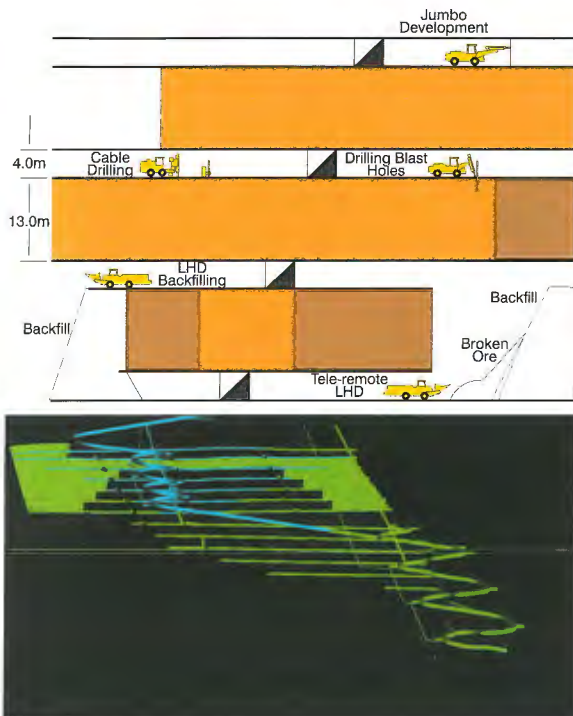 Jumbo
Development
4.0m
Cable
Drilling
Drilling Blast
Holes
13.0m
LHD
Backfilling
Backfill
Backfill
Broken
Ore
Tele-remote
LHD